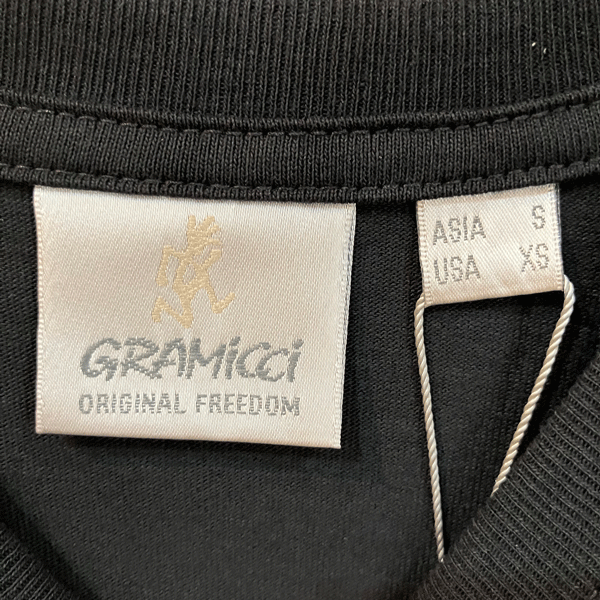 GRAMiCCi
ORIGINAL FREEDOM
ASIA S
USA XS